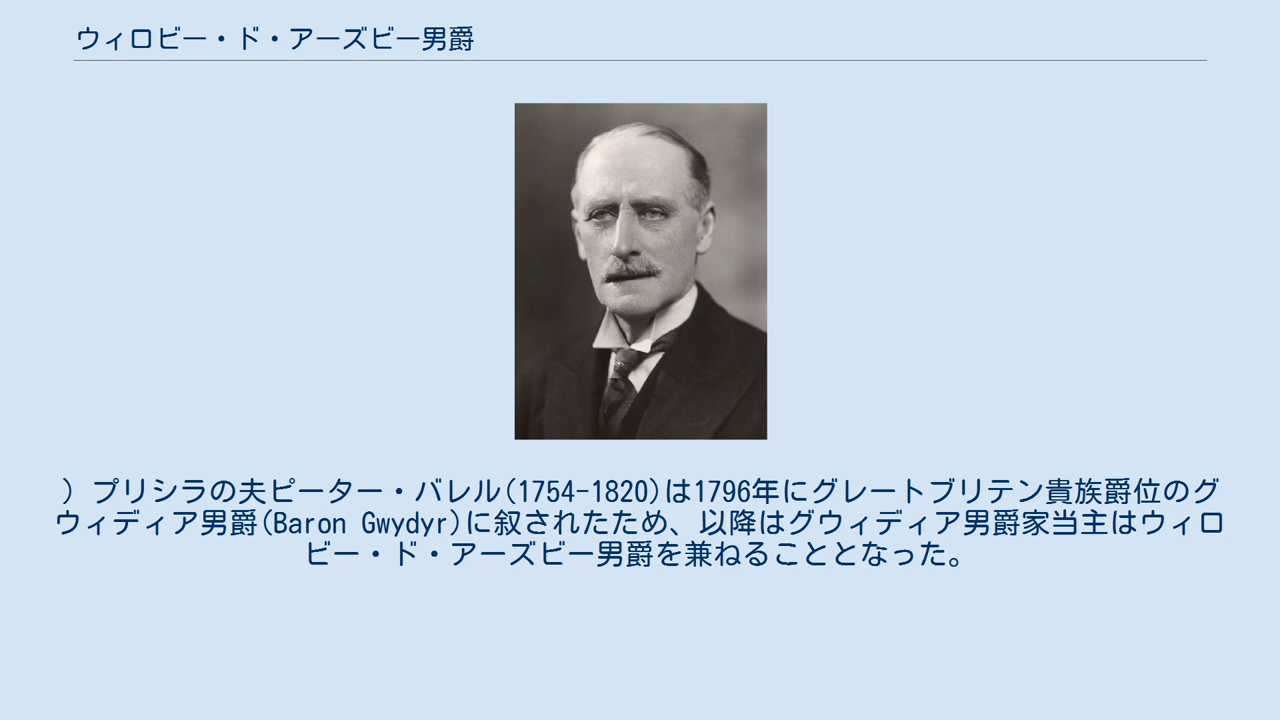 ウィロビー・ド・アーズビー男爵
）プリシラの夫ピーター・バレル(1754-1820)は1796年にグレートブリテン貴族爵位のグ
ウィディア男爵(Baron Gwydyr)に叙されたため、以降はグウィディア男爵家当主はウィロ
ビー・ド・アーズビー男爵を兼ねることとなった。